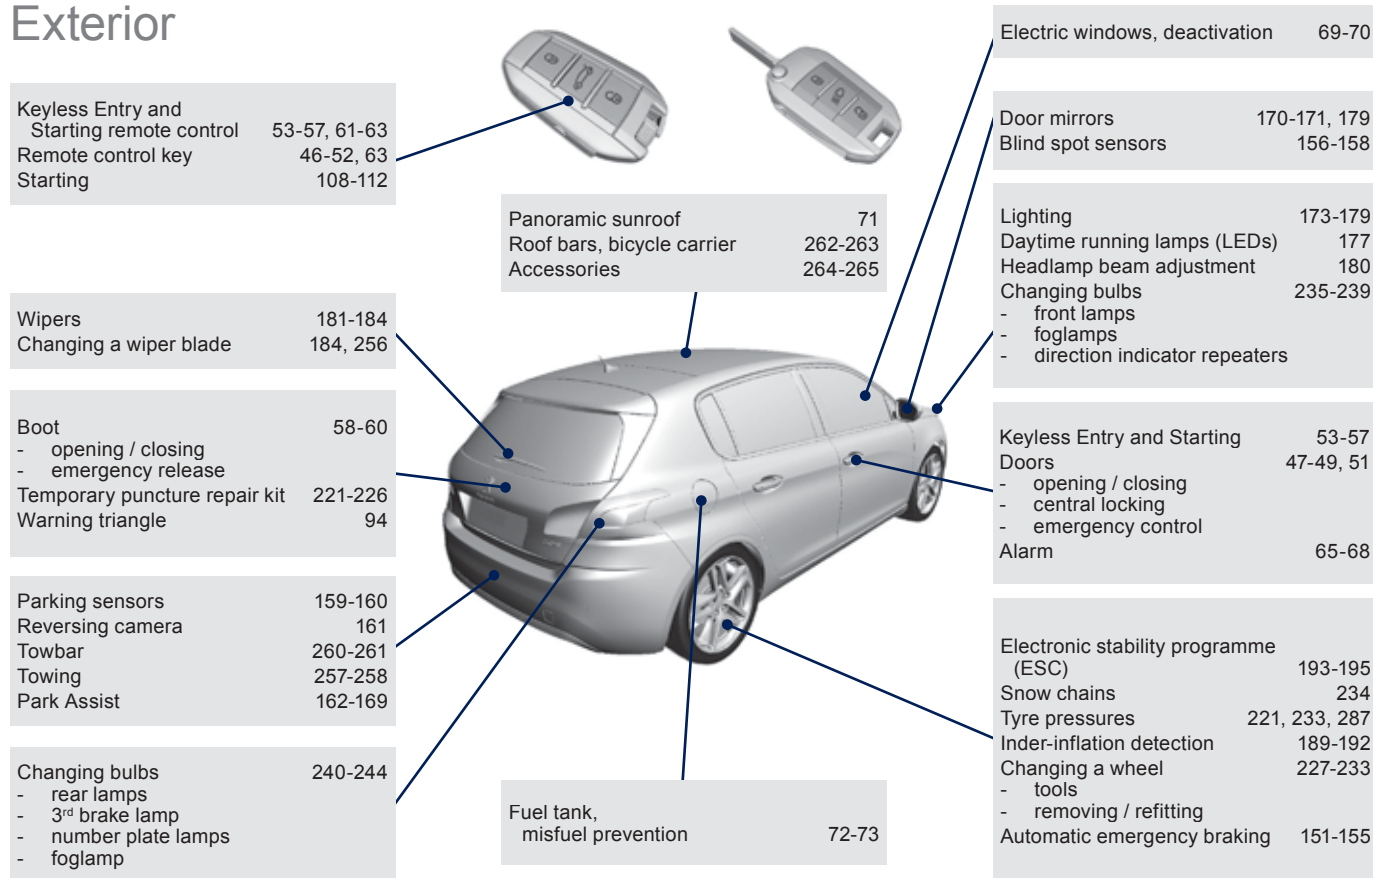 Exterior
Keyless Entry and
Starting remote control 53-57, 61-63
Remote control key 46-52, 63
Starting 108-112
Wipers 181-184
Changing a wiper blade 184, 256
Boot 58-60
- opening / closing
- emergency release
Temporary puncture repair kit 221-226
Warning triangle 94
Parking sensors 159-160
Reversing camera 161
Towbar 260-261
Towing 257-258
Park Assist 162-169
Changing bulbs 240-244
- rear lamps
- 3rd brake lamp
- number plate lamps
- foglamp
Panoramic sunroof 71
Roof bars, bicycle carrier 262-263
Accessories 264-265
Fuel tank,
misfuel prevention 72-73
Electric windows, deactivation 69-70
Door mirrors 170-171, 179
Blind spot sensors 156-158
Lighting 173-179
Daytime running lamps (LEDs) 177
Headlamp beam adjustment 180
Changing bulbs 235-239
- front lamps
- foglamps
- direction indicator repeaters
Keyless Entry and Starting 53-57
Doors 47-49, 51
- opening / closing
- central locking
- emergency control
Alarm 65-68
Electronic stability programme
(ESC) 193-195
Snow chains 234
Tyre pressures 221, 233, 287
Inder-inflation detection 189-192
Changing a wheel 227-233
- tools
- removing / refitting
Automatic emergency braking 151-155